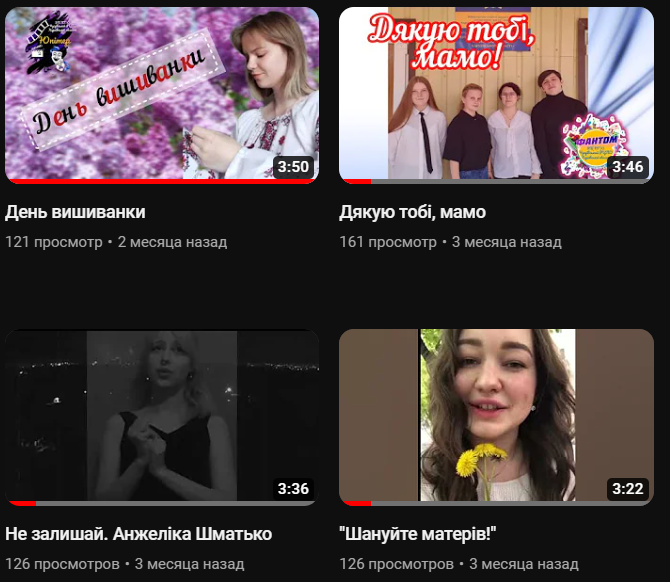 Юпітер
День вишиванки
3:50
День вишиванки
121 просмотр • 2 месяца назад
Дякую тобі,
мамо!
ФАНТОМ
3:46
Дякую тобі, мамо
161 просмотр • 3 месяца назад
3:36
Не залишай. Анжеліка Шматько
126 просмотров • 3 месяца назад
3:22
"Шануйте матерів!"
126 просмотров • 3 месяца назад